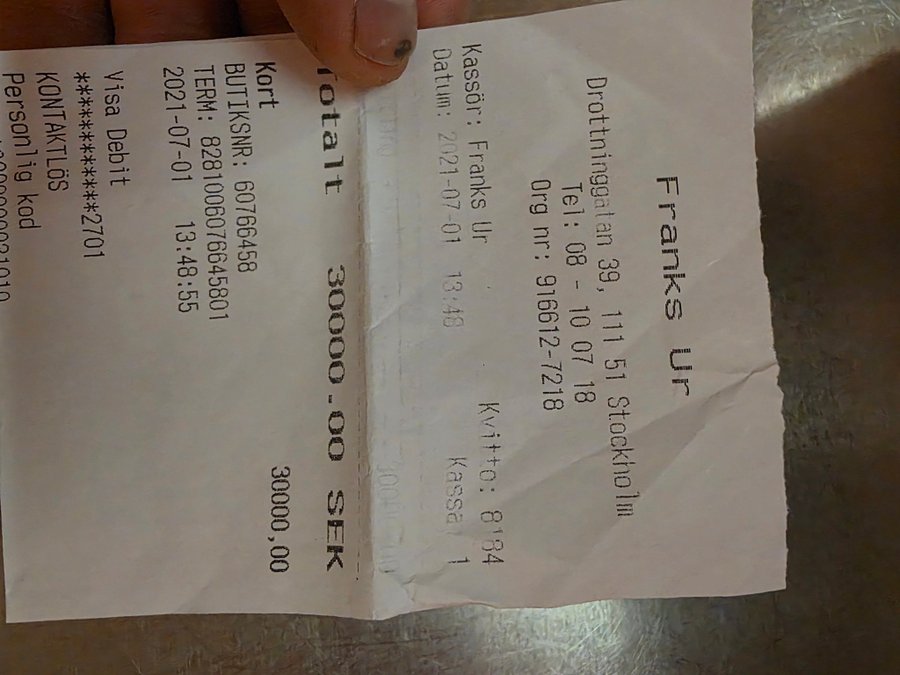 Franks Ur
Drottninggatan 39, 111 51 Stockholm
Tel: 08 - 10 07 18
Org nr: 916612-7218
Kvitto: 8184
Kassör: Franks Ur Kassa 1
Datum: 2021-07-01 13:48
Totalt 30000.00 SEK
Kort 30000,00
BUTIKSNR: 60766458
TERM: 8281006076645801
2021-07-01 13:48:55
Visa Debit
************2701
KONTAKTLÖS
Personlig kod